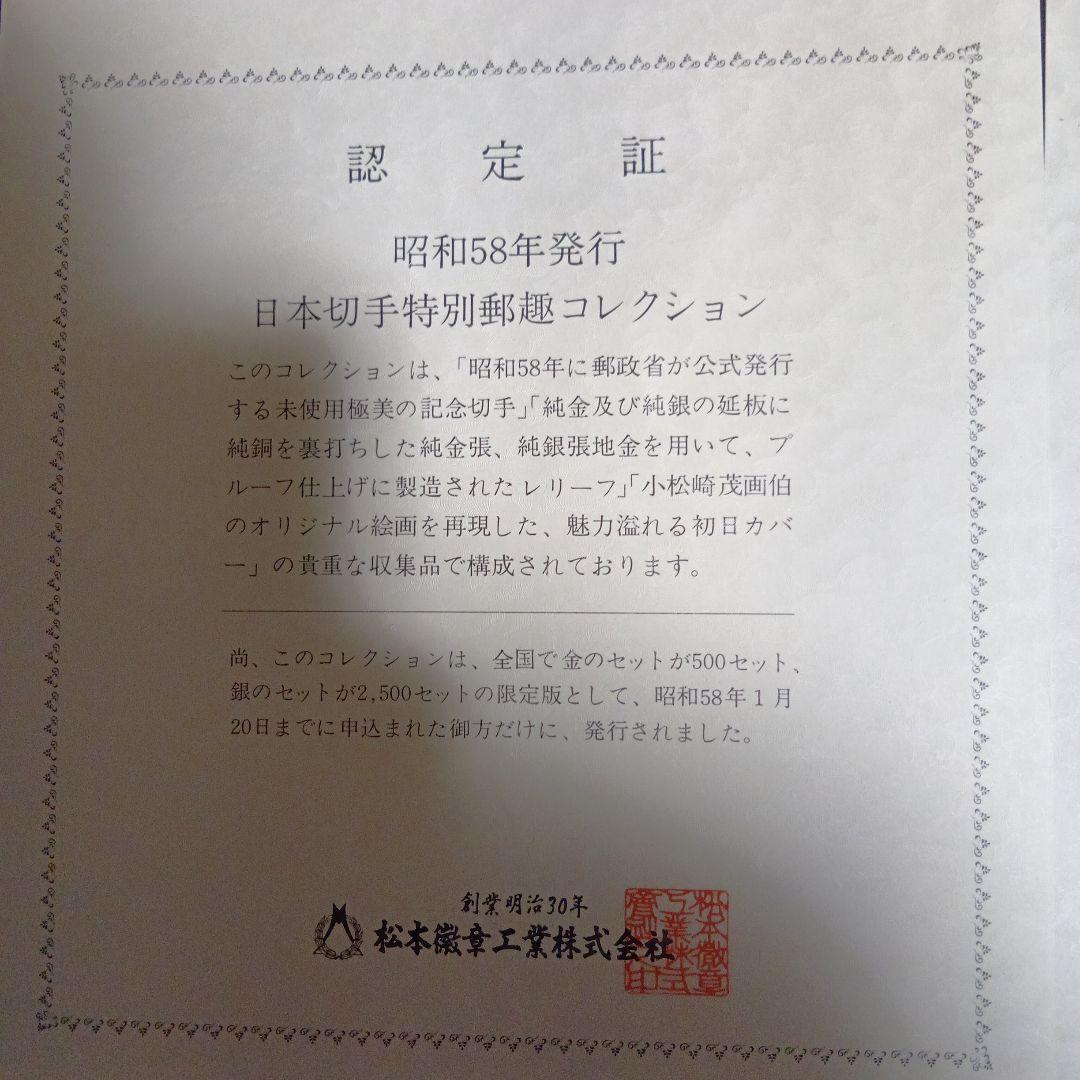 認定証
昭和58年発行
日本切手特別郵趣コレクション
このコレクションは、「昭和58年に郵政省が公式発行
する未使用極美の記念切手」「純金及び純銀の延板に
純銅を裏打ちした純金張、純銀張地金を用いて、プ
ルーフ仕上げに製造されたレリーフ」「小松崎茂画伯
のオリジナル絵画を再現した、魅力溢れる初日カバ
ー」の貴重な収集品で構成されております。
尚、このコレクションは、全国で金のセットが500セット、
銀のセットが2,500セットの限定版として、昭和58年1月
20日までに申込まれた御方だけに、発行されました。
創業明治30年
松本徽章工業株式会社